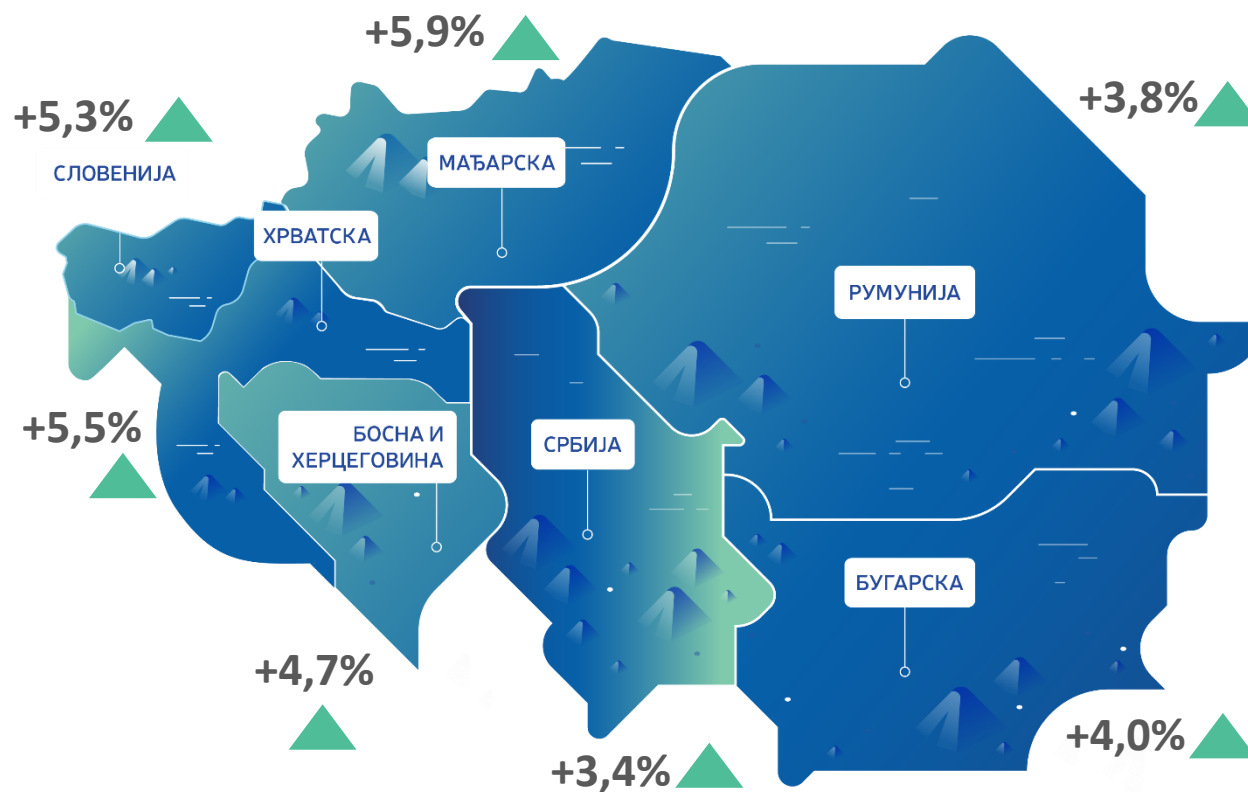 +5,9%
+3,8%
+5,3%
СЛОВЕНИЈА
МАЂАРСКА
ХРВАТСКА
РУМУНИЈА
+5,5%
БОСНА И
ХЕРЦЕГОВИНА
СРБИЈА
БУГАРСКА
+4,7%
+4,0%
+3,4%